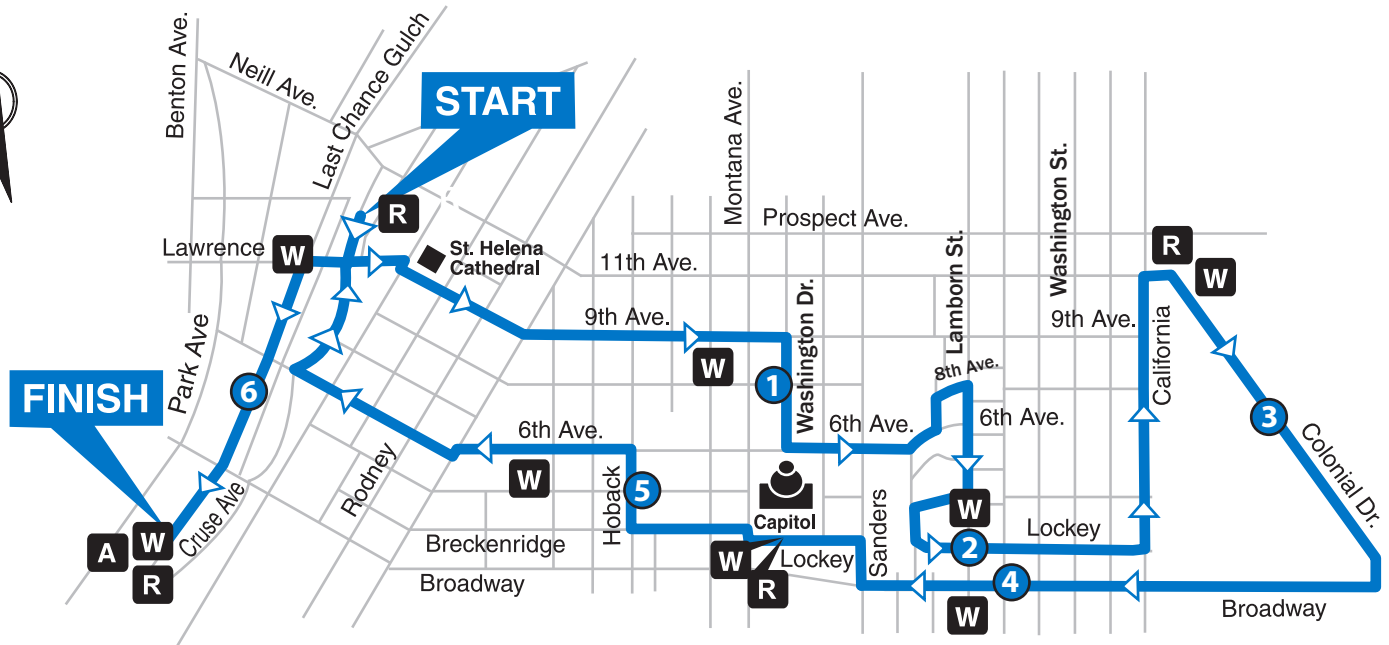 Benton Ave.
Neill Ave.
Last Chance Gulch
START
R
Lawrence
W
St. Helena
Cathedral
Montana Ave.
Prospect Ave.
11th Ave.
Lamborn St.
Washington St.
R
W
9th Ave.
W
1
Washington Dr.
9th Ave.
California
8th Ave.
6th Ave.
6th Ave.
Park Ave
FINISH
6
3
Colonial Dr.
6th Ave.
Rodney
W
Hoback
5
Capitol
Sanders
W
Lockey
2
Cruse Ave
A
W
R
Breckenridge
Broadway
W
R
Lockey
4
W
Broadway